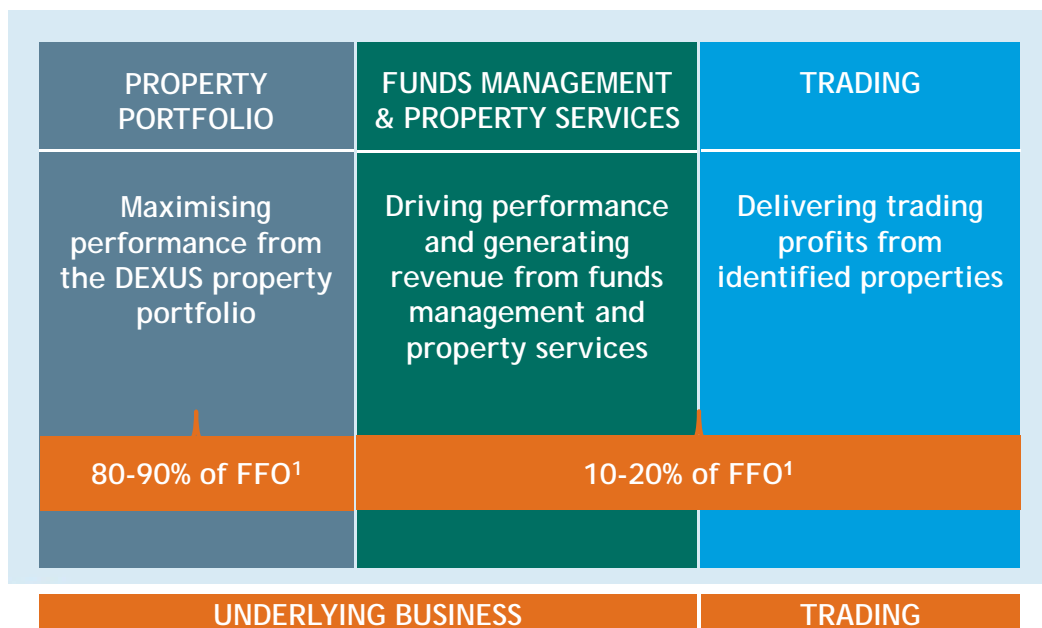 PROPERTY
PORTFOLIO
FUNDS MANAGEMENT
& PROPERTY SERVICES
TRADING
Maximising
performance from
the DEXUS property
portfolio
Driving performance
and generating
revenue from funds
management and
property services
Delivering trading
profits from
identified properties
80-90% of FFO¹
10-20% of FFO¹
UNDERLYING BUSINESS
TRADING